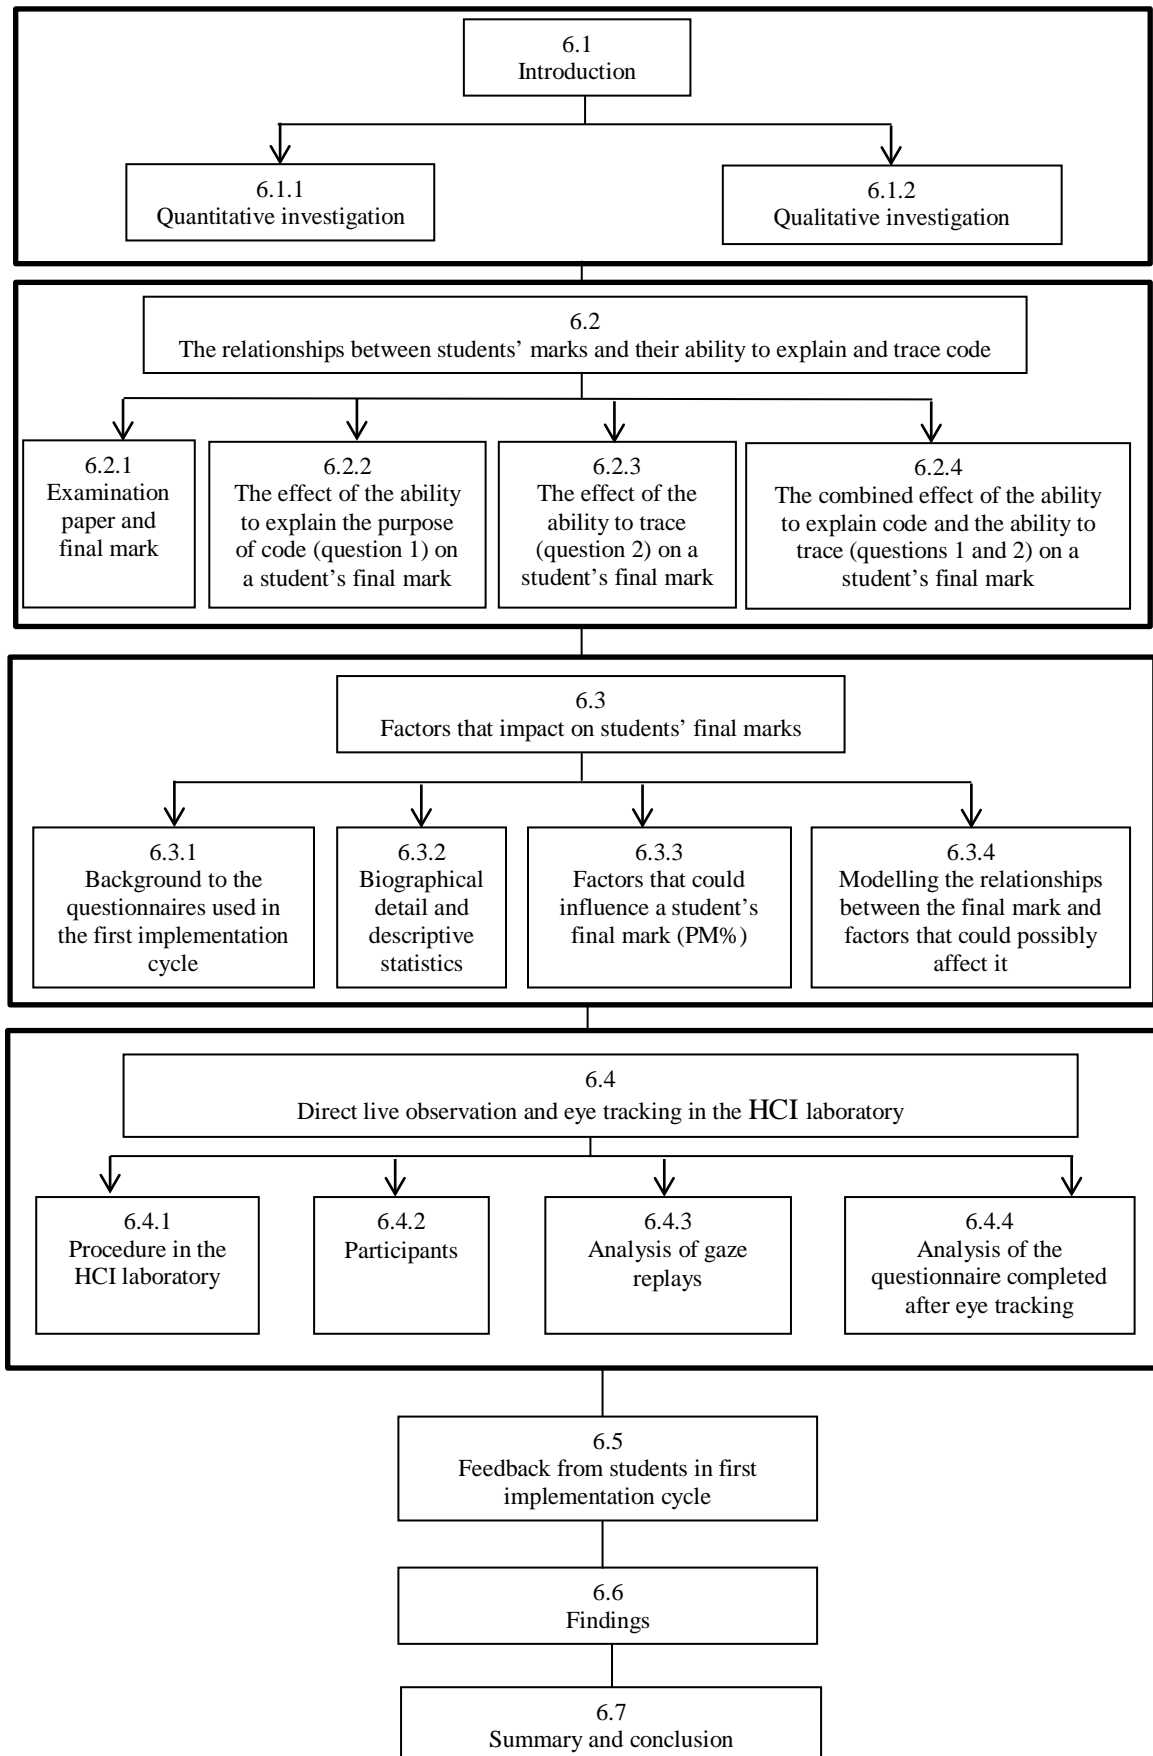 6.1
Introduction
6.1.1
Quantitative investigation
6.1.2
Qualitative investigation
6.2
The relationships between students’ marks and their ability to explain and trace code
6.2.1
Examination
paper and
final mark
6.2.2
The effect of the ability
to explain the purpose
of code (question 1) on
a student’s final mark
6.2.3
The effect of the
ability to trace
(question 2) on a
student’s final mark
6.2.4
The combined effect of the ability
to explain code and the ability to
trace (questions 1 and 2) on a
student’s final mark
6.3
Factors that impact on students’ final marks
6.3.1
Background to the
questionnaires used in
the first implementation
cycle
6.3.2
Biographical
detail and
descriptive
statistics
6.3.3
Factors that could
influence a student’s
final mark (PM%)
6.3.4
Modelling the relationships
between the final mark and
factors that could possibly
affect it
6.4
Direct live observation and eye tracking in the HCI laboratory
6.4.1
Procedure in the
HCI laboratory
6.4.2
Participants
6.4.3
Analysis of gaze
replays
6.4.4
Analysis of the
questionnaire completed
after eye tracking
6.5
Feedback from students in first
implementation cycle
6.6
Findings
6.7
Summary and conclusion